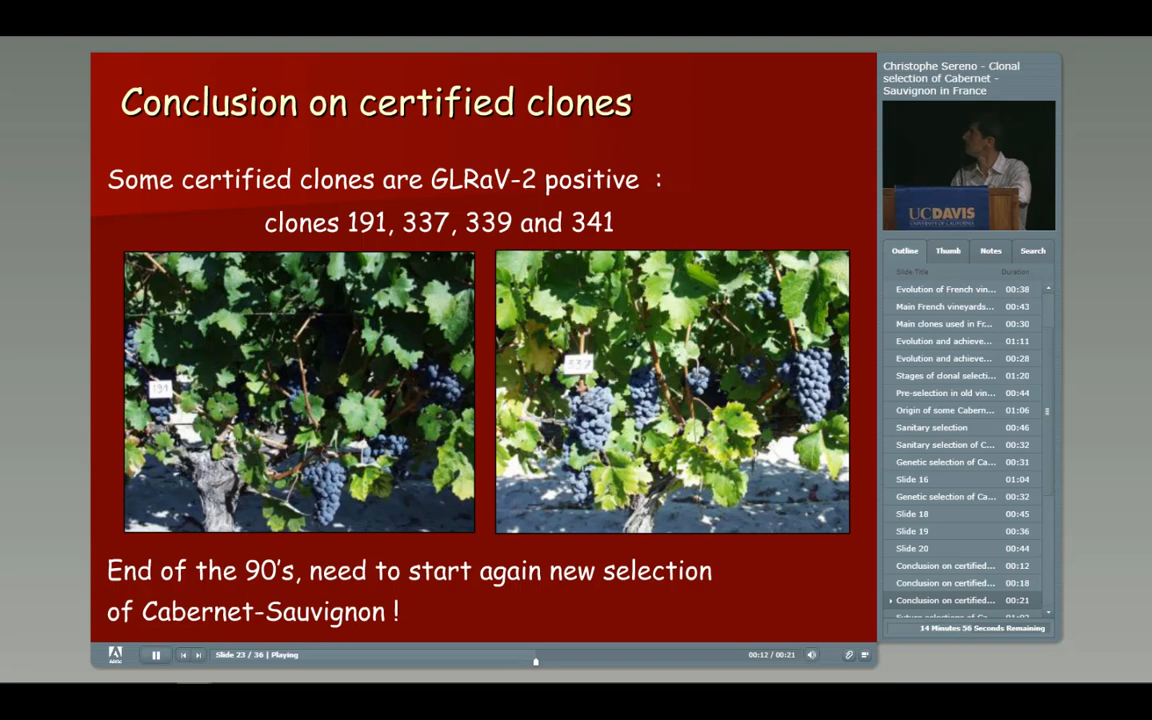 Conclusion on certified clones
Some certified clones are GLRaV-2 positive :
clones 191, 337, 339 and 341
191
337
End of the 90's, need to start again new selection
of Cabernet-Sauvignon !
Christophe Sereno - Clonal
selection of Cabernet -
Sauvignon in France
UCDAVIS
UNIVERSITY OF CALIFORNIA
Outline Thumb Notes Search
Slide Title Duration
Evolution of French vin... 00:38
Main French vineyards... 00:43
Main clones used in Fr... 00:30
Evolution and achieve... 01:11
Evolution and achieve... 00:28
Stages of clonal selecti... 01:20
Pre-selection in old vin... 00:44
Origin of some Cabern... 01:06
Sanitary selection 00:46
Sanitary selection of C... 00:32
Genetic selection of Ca... 00:31
Slide 16 01:04
Genetic selection of Ca... 00:32
Slide 18 00:45
Slide 19 00:36
Slide 20 00:44
Conclusion on certified... 00:12
Conclusion on certified... 00:18
Conclusion on certified... 00:21
14 Minutes 56 Seconds Remaining
Adobe
Slide 23 / 36 | Playing
00:12 / 00:21